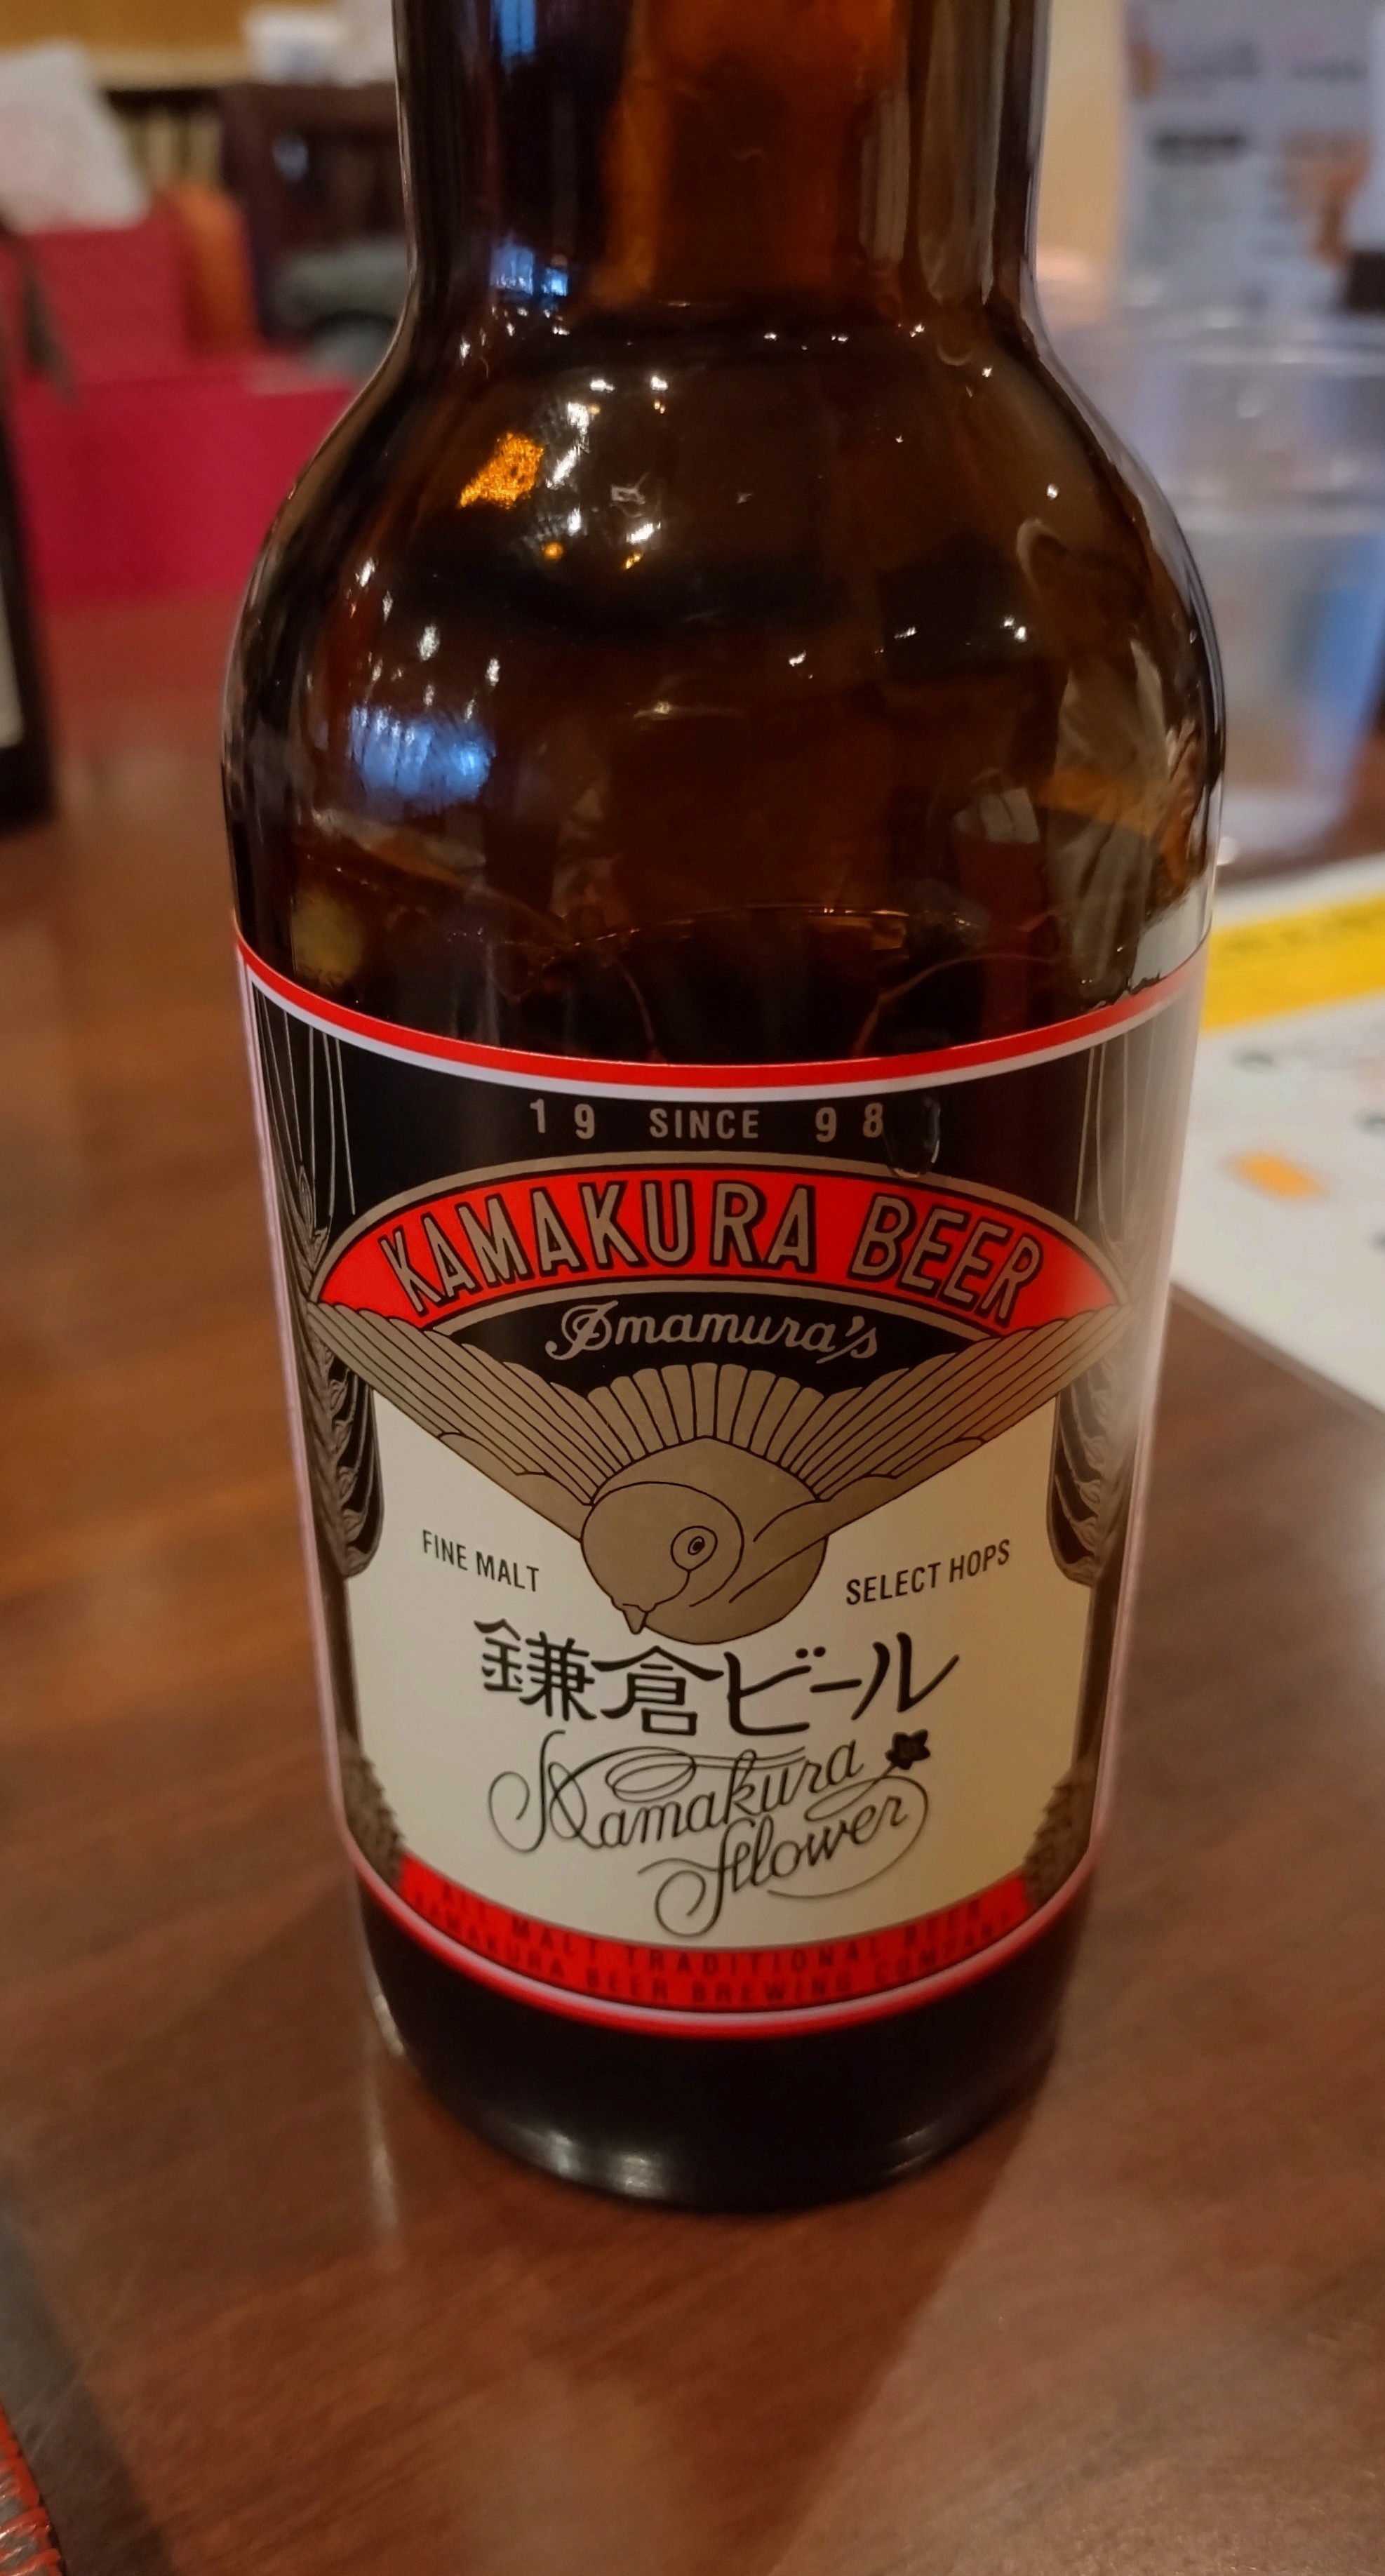 19 SINCE 98
KAMAKURA BEER
Imamura's
FINE MALT
SELECT HOPS
鎌倉ビール
Kamakura
Flower
ALL MALT TRADITIONAL BEER
KAMAKURA BEER BREWING COMPANY